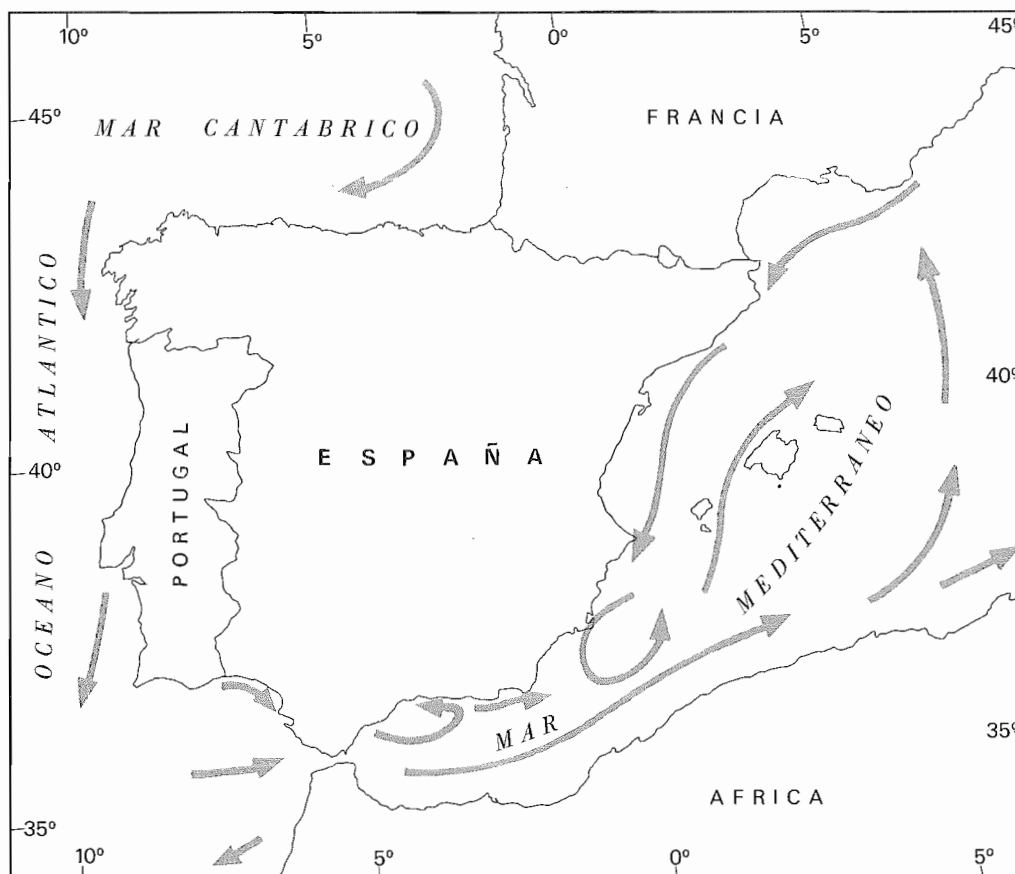 10º 5º 0º 5º 45º
45º
MAR CANTABRICO
FRANCIA
OCEANO ATLANTICO
40º
40º
PORTUGAL
ESPAÑA
MAR MEDITERRANEO
35º
AFRICA
35º
10º 5º 0º 5º